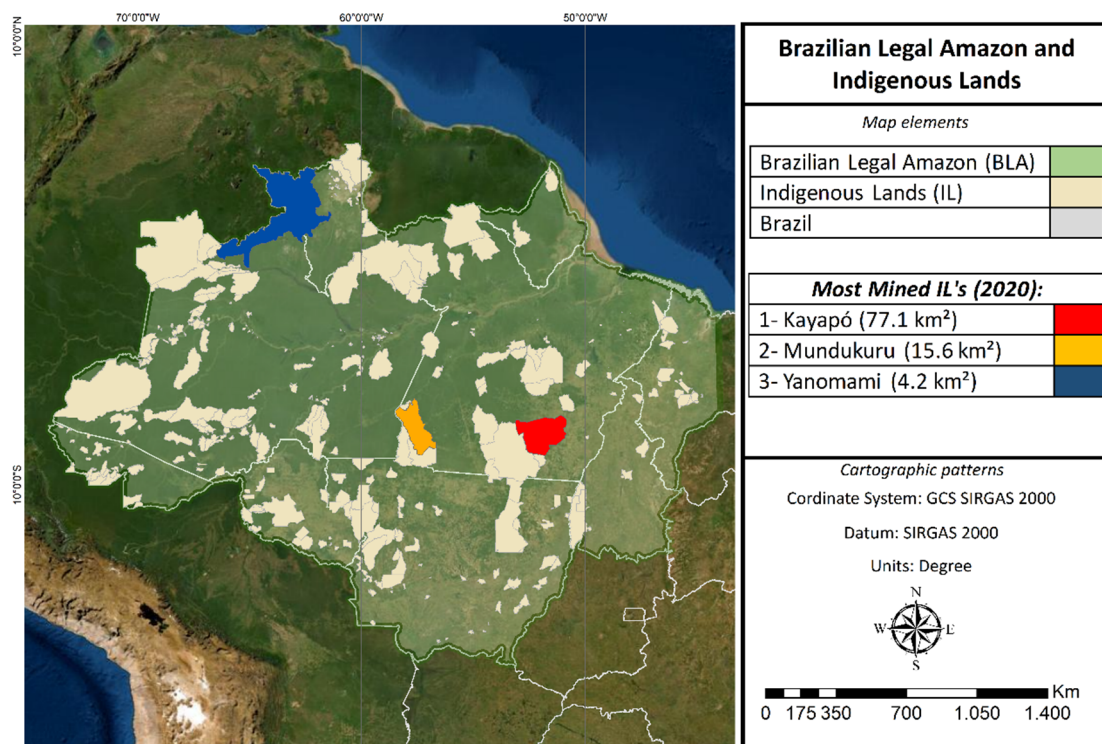 70°0'0"W 60°0'0"W 50°0'0"W
10°0'0"N
10°0'0"S
Brazilian Legal Amazon and
Indigenous Lands
Map elements
Brazilian Legal Amazon (BLA)
Indigenous Lands (IL)
Brazil
Most Mined IL's (2020):
1- Kayapó (77.1 km²)
2- Mundukuru (15.6 km²)
3- Yanomami (4.2 km²)
Cartographic patterns
Cordinate System: GCS SIRGAS 2000
Datum: SIRGAS 2000
Units: Degree
N
W E
S
Km
0 175 350 700 1.050 1.400